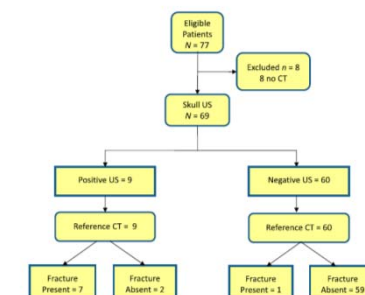 Eligible
Patients
N = 77
Excluded n = 8
8 no CT
Skull US
N = 69
Positive US = 9
Negative US = 60
Reference CT = 9
Reference CT = 60
Fracture
Present = 7
Fracture
Absent = 2
Fracture
Present = 1
Fracture
Absent = 59